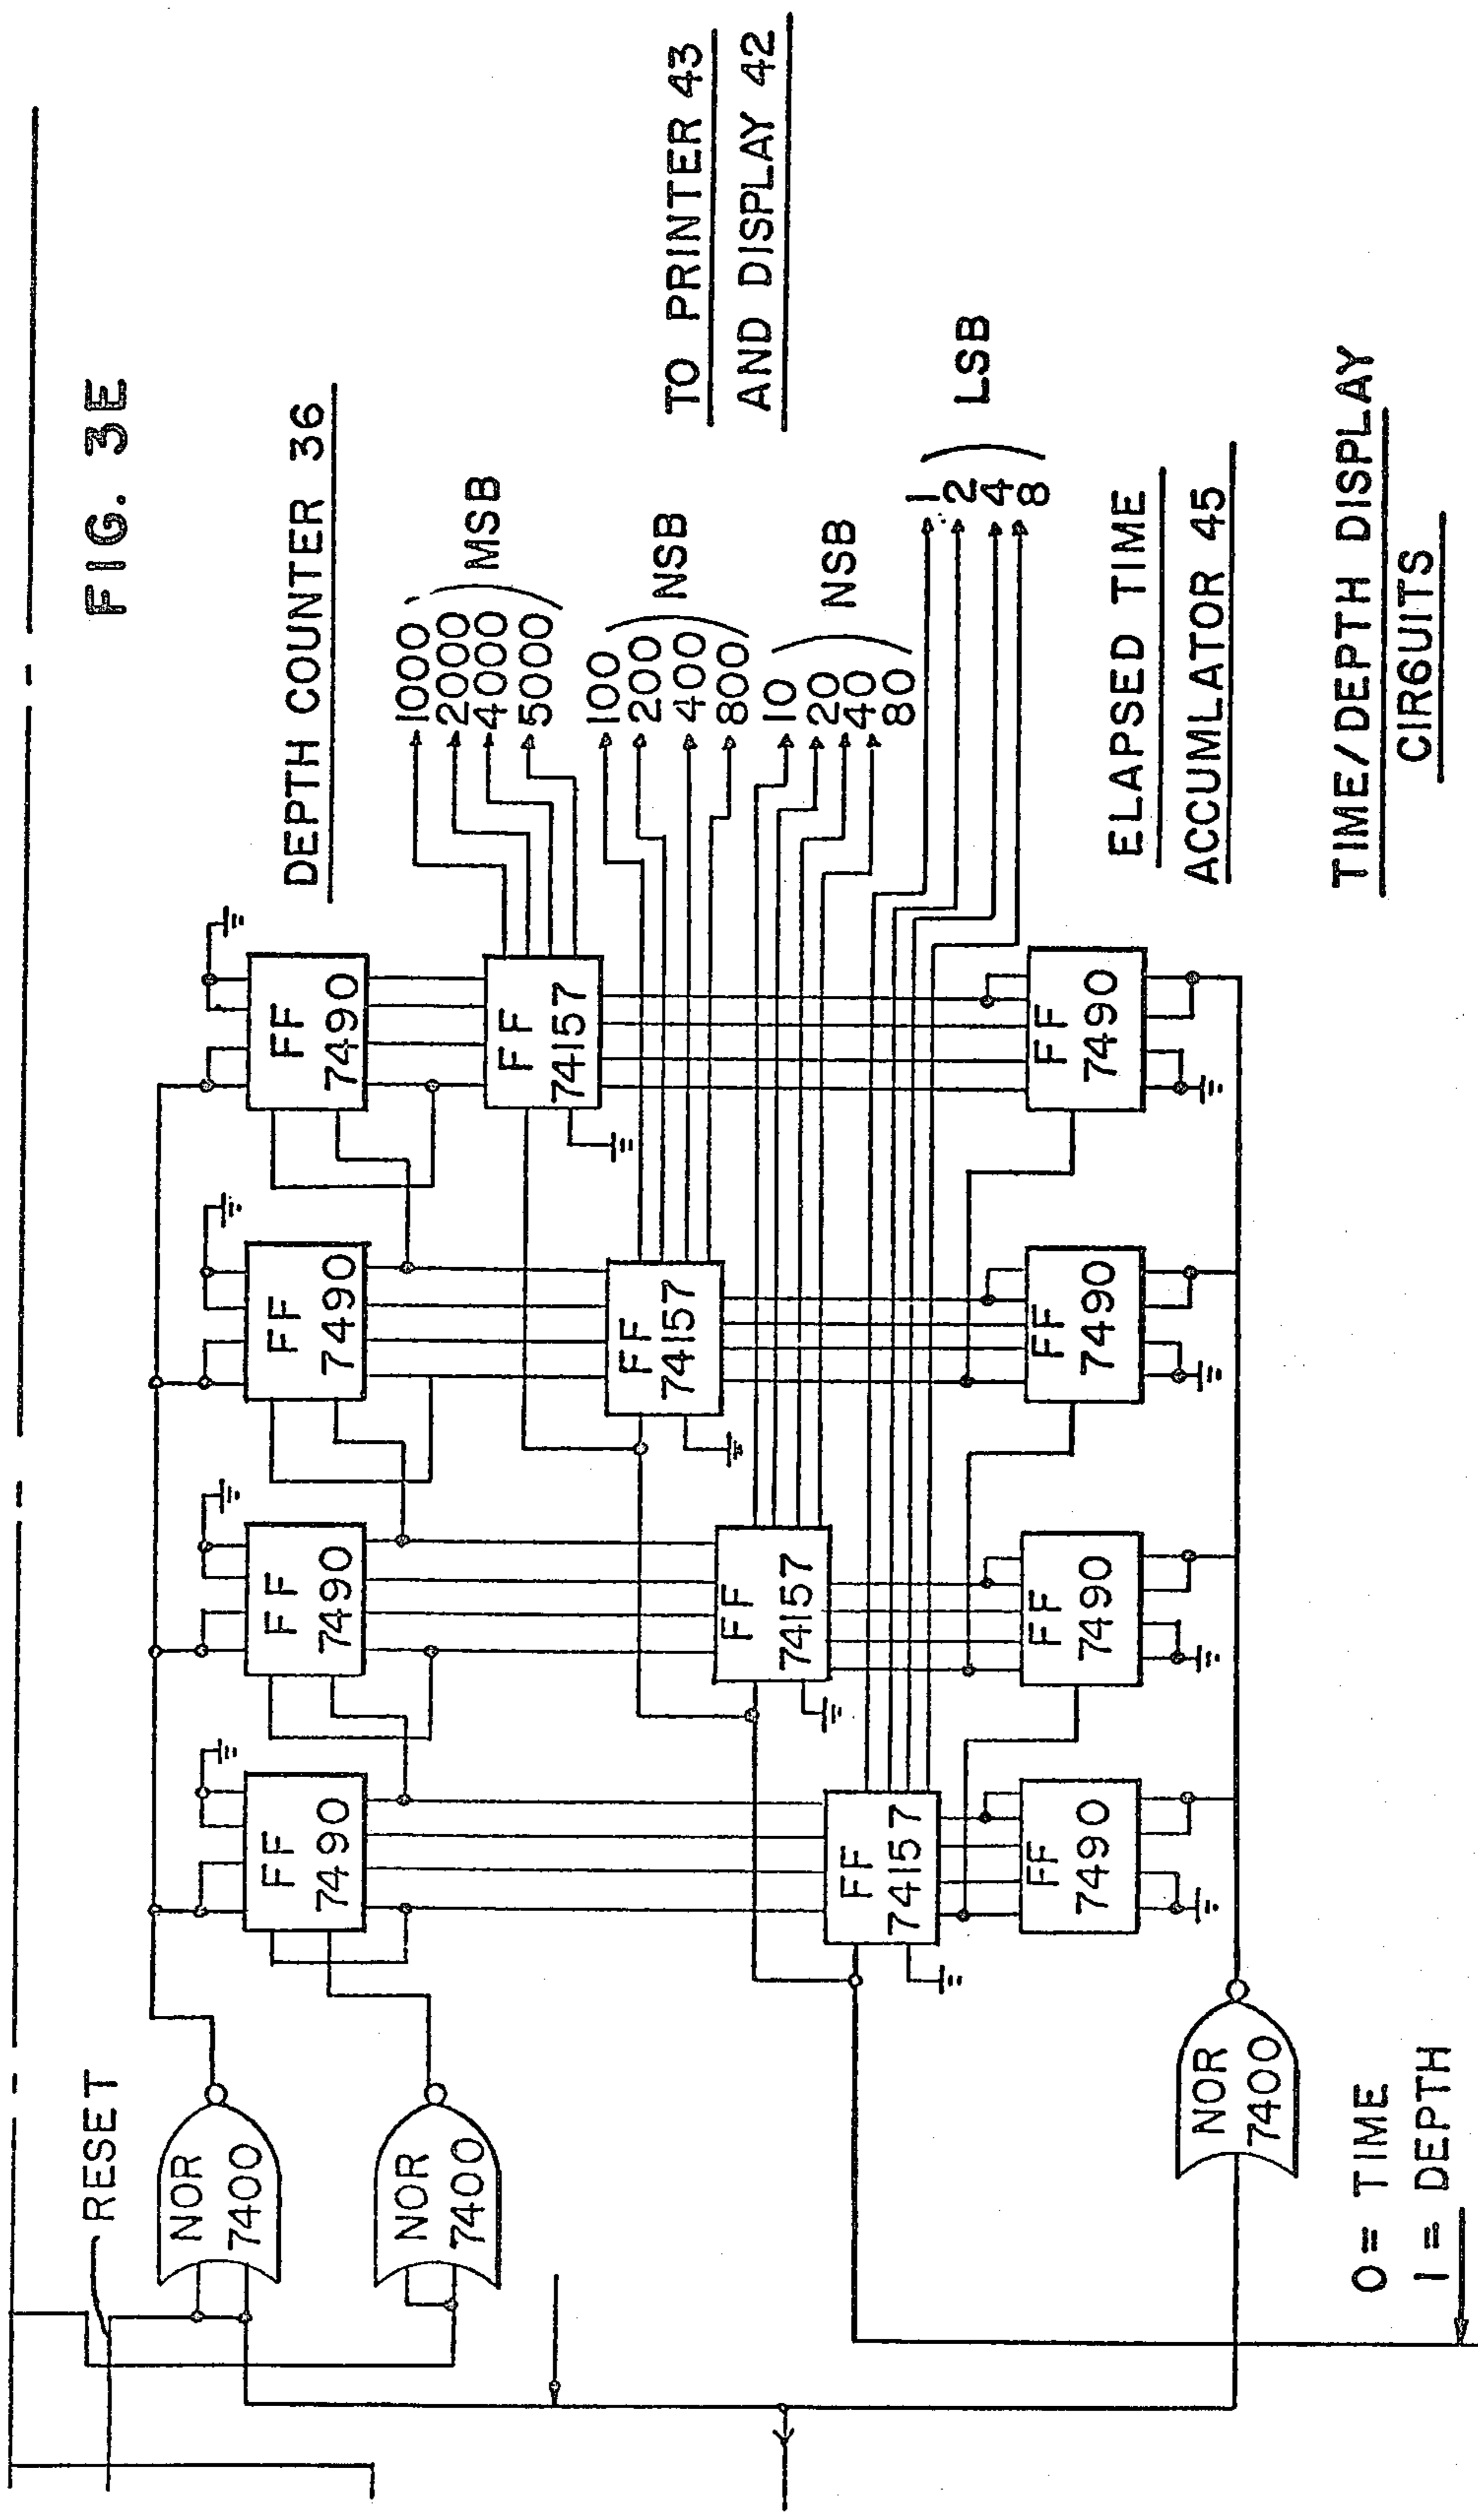 FIG. 3E
RESET
NOR
7400
NOR
7400
FF
7490
FF
7490
FF
7490
FF
7490
DEPTH COUNTER 36
FF
74157
1000
2000
4000
5000
MSB
FF
74157
100
200
400
800
NSB
FF
74157
10
20
40
80
NSB
TO PRINTER 43
AND DISPLAY 42
FF
74157
1
2
4
8
LSB
FF
7490
FF
7490
FF
7490
FF
7490
ELAPSED TIME
ACCUMLATOR 45
NOR
7400
0 = TIME
1 = DEPTH
TIME/DEPTH DISPLAY
CIR6UITS